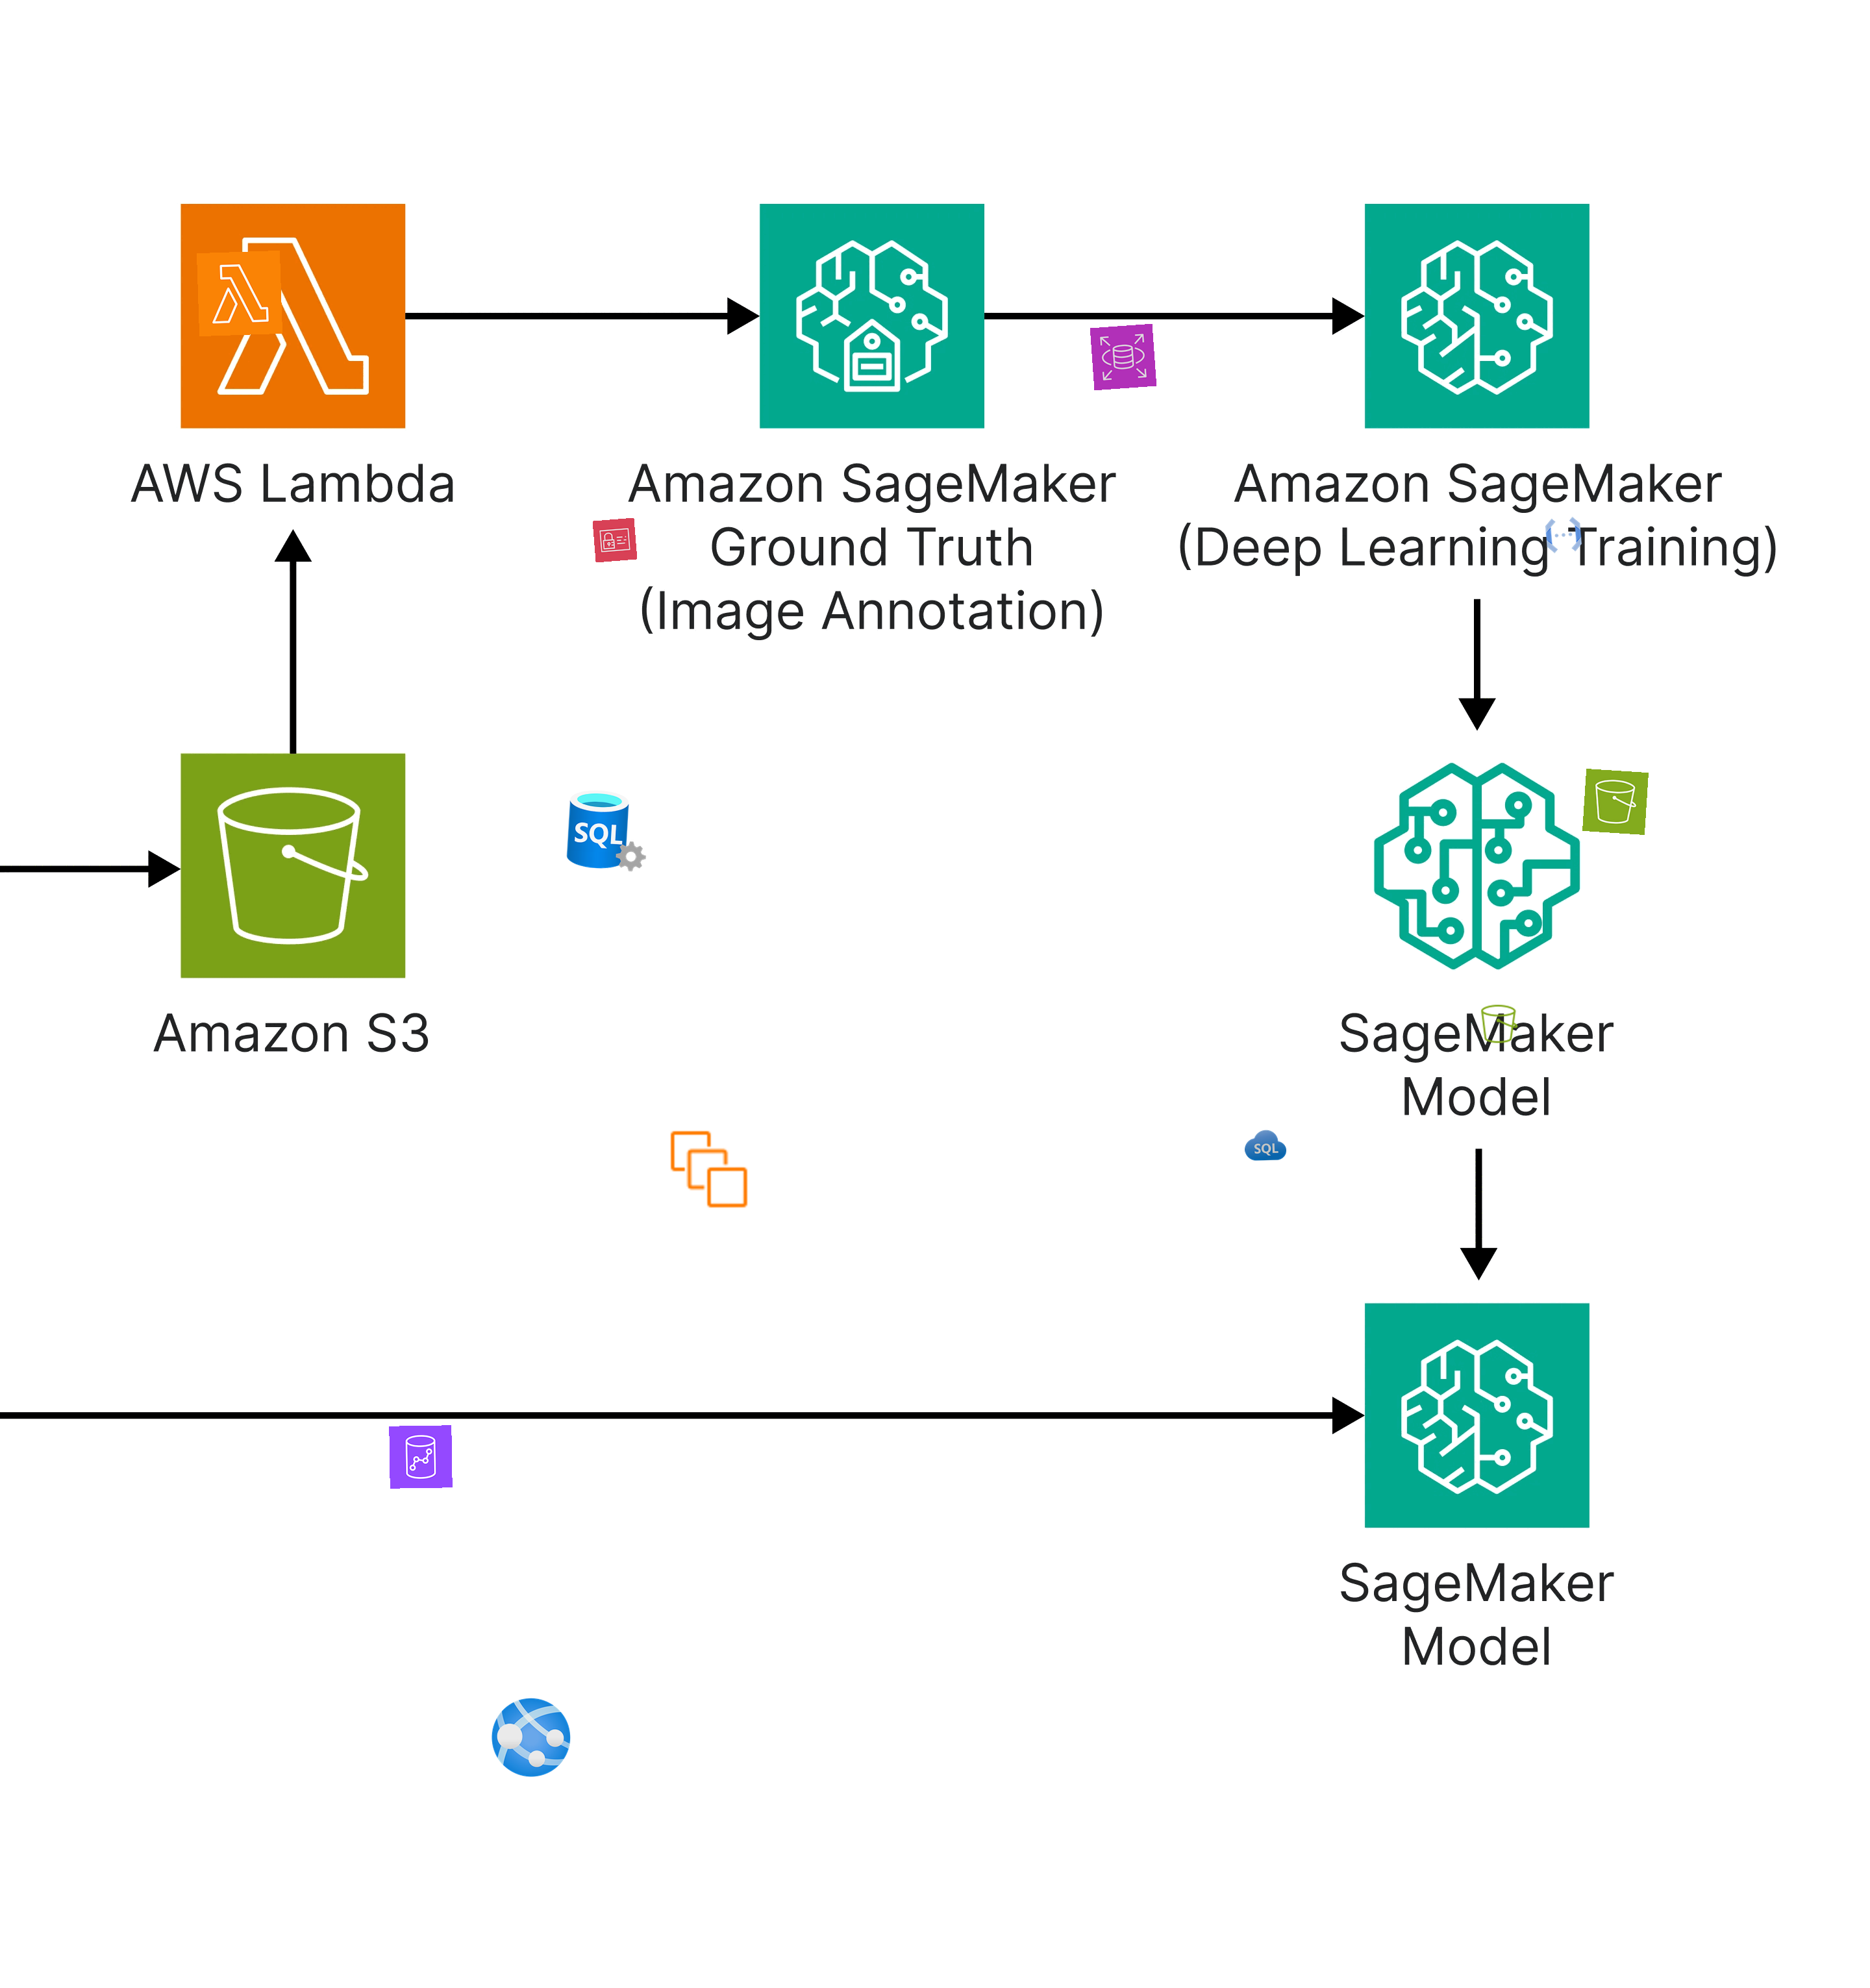 AWS Lambda
Amazon SageMaker
Ground Truth
(Image Annotation)
Amazon SageMaker
(Deep Learning Training)
SQL
Amazon S3
SageMaker
Model
SQL
SageMaker
Model